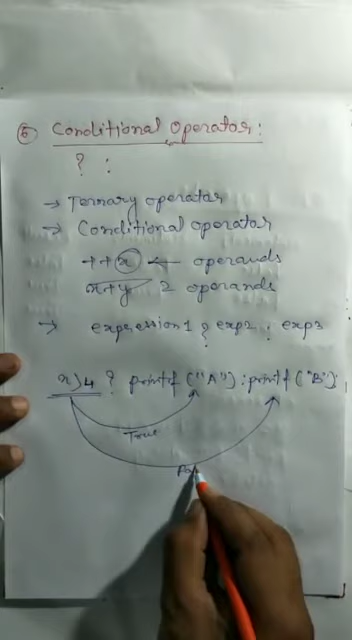 ⑥ Conditional Operator:
? :
→ Ternary operator
→ Conditional operator
++x ← operands
x+y 2 operands
→ expression1 ? exp2 : exp3
x>4 ? printf ("A") : printf ("B");
True